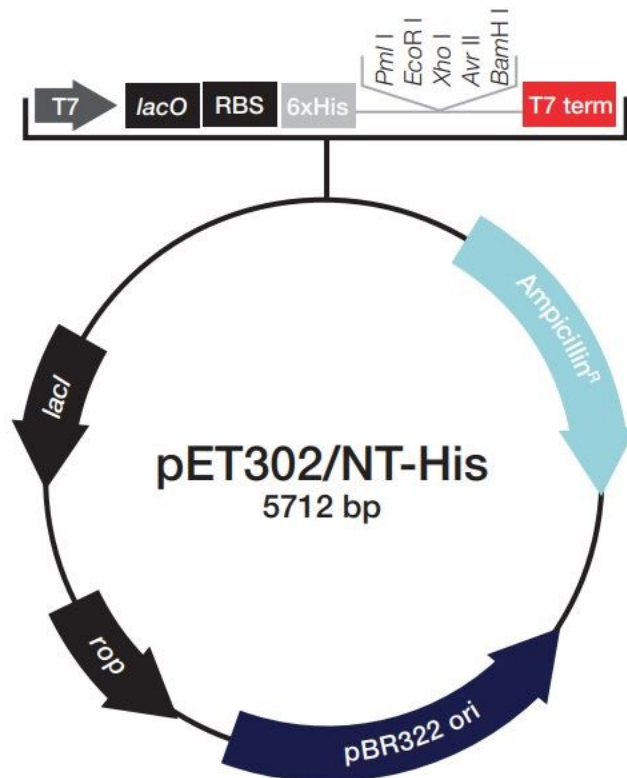 Pml I
EcoR I
Xho I
Avr II
BamH I
T7
lacO
RBS
6xHis
T7 term
Ampicillinᴿ
lacI
pET302/NT-His
5712 bp
rop
pBR322 ori